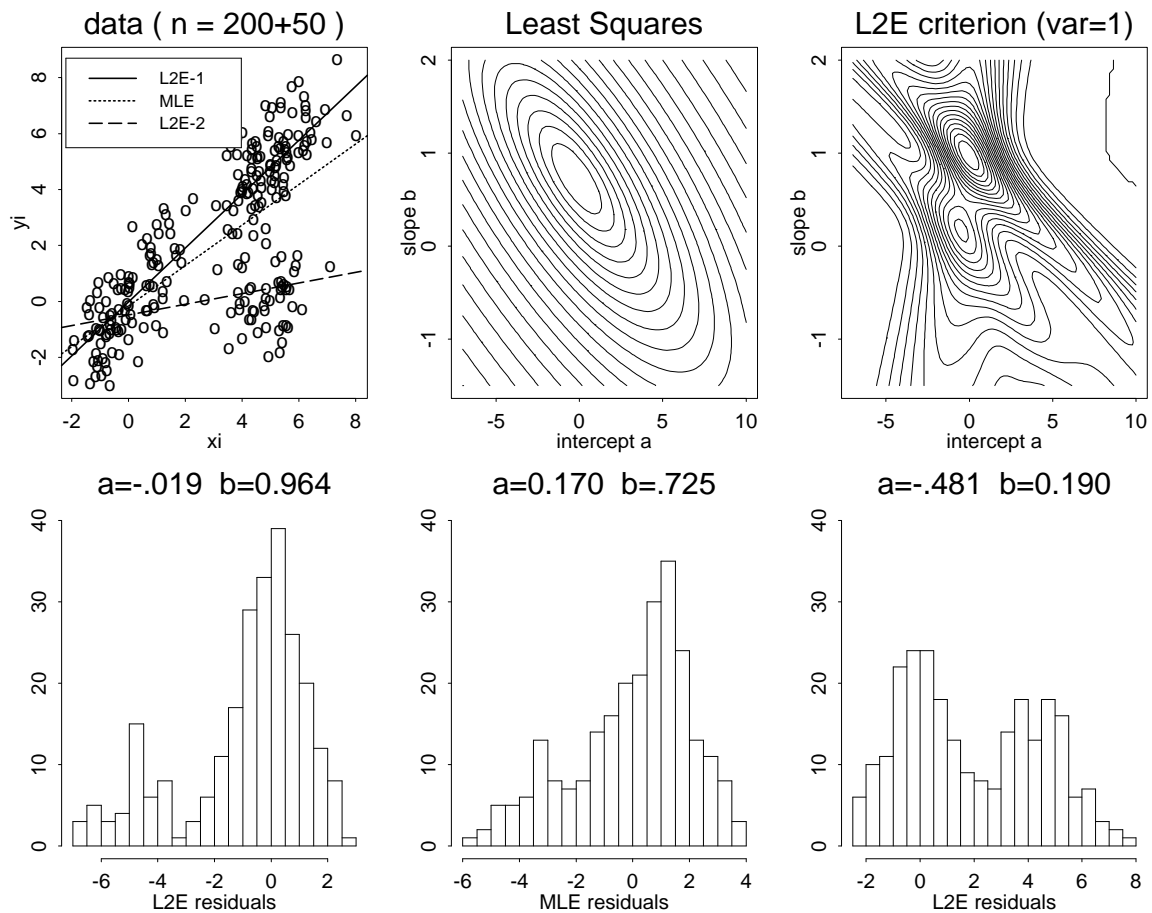 data ( n = 200+50 )
L2E-1
MLE
L2E-2
yi
-2 0 2 4 6 8
-2 0 2 4 6 8
xi
Least Squares
slope b
-1 0 1 2
-5 0 5 10
intercept a
L2E criterion (var=1)
slope b
-1 0 1 2
-5 0 5 10
intercept a
a=-.019 b=0.964
0 10 20 30 40
-6 -4 -2 0 2
L2E residuals
a=0.170 b=.725
0 10 20 30 40
-6 -4 -2 0 2 4
MLE residuals
a=-.481 b=0.190
0 10 20 30 40
-2 0 2 4 6 8
L2E residuals